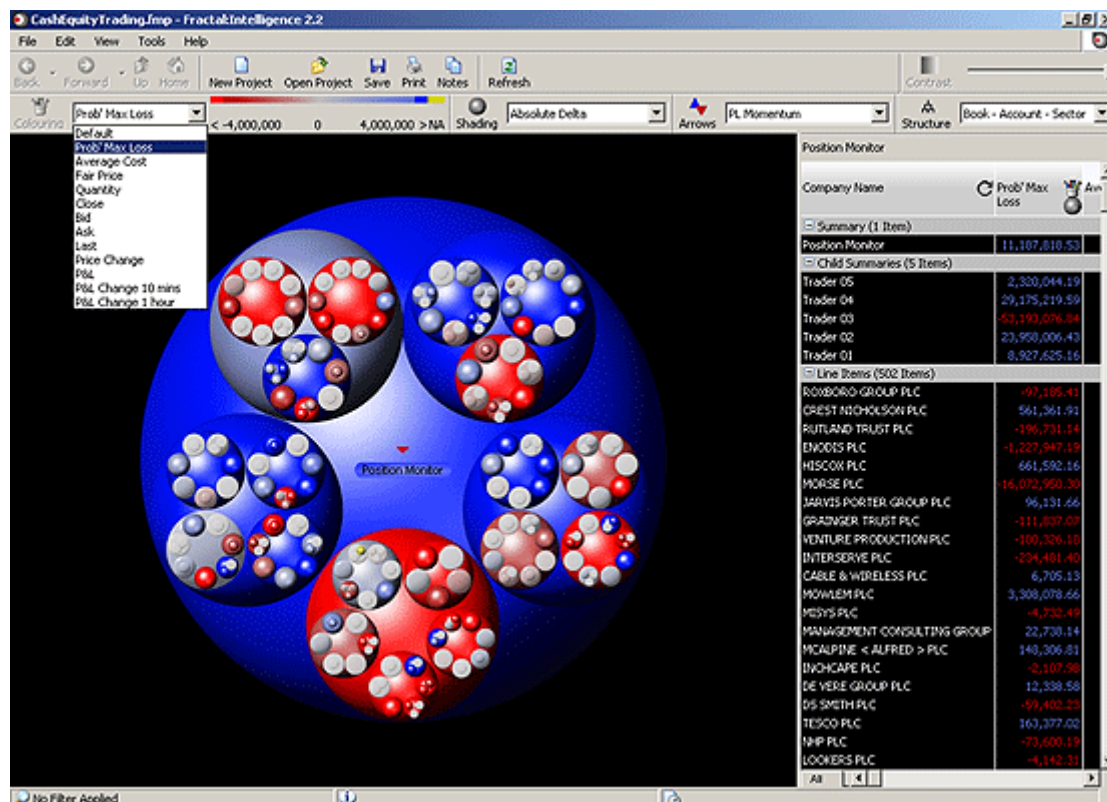 CashEquityTrading.fmp - Fractal:Intelligence 2.2
File Edit View Tools Help
Back Forward Up Home New Project Open Project Save Print Notes Refresh Contrast
Colouring Prob' Max Loss < -4,000,000 0 4,000,000 > NA Shading Absolute Delta Arrows PL Momentum Structure Book - Account - Sector
Default
Prob' Max Loss
Average Cost
Fair Price
Quantity
Close
Bid
Ask
Last
Price Change
P&L
P&L Change 10 mins
P&L Change 1 hour
Position Monitor
Position Monitor
Company Name Prob' Max Loss
Summary (1 Item)
Position Monitor 11,187,818.53
Child Summaries (5 Items)
Trader 05 2,320,044.19
Trader 04 29,175,219.59
Trader 03 -53,193,076.84
Trader 02 23,958,006.43
Trader 01 8,927,625.16
Line Items (502 Items)
ROXBORO GROUP PLC -97,185.41
CREST NICHOLSON PLC 561,361.91
RUTLAND TRUST PLC -196,731.14
ENODIS PLC -1,227,947.19
HISCOX PLC 661,592.16
MORSE PLC -16,072,950.38
JARVIS PORTER GROUP PLC 96,131.66
GRAINGER TRUST PLC -111,837.07
VENTURE PRODUCTION PLC -180,326.18
INTERSERVE PLC -234,481.40
CABLE & WIRELESS PLC 6,705.13
MOWLEM PLC 3,308,078.66
MISYS PLC -4,732.49
MANAGEMENT CONSULTING GROUP 22,738.14
MCALPINE < ALFRED > PLC 148,306.81
INCHCAPE PLC -2,107.98
DE VERE GROUP PLC 12,338.58
DS SMITH PLC -59,402.23
TESCO PLC 163,377.02
NHP PLC -73,600.19
LOOKERS PLC -4,142.31
All
No Filter Applied